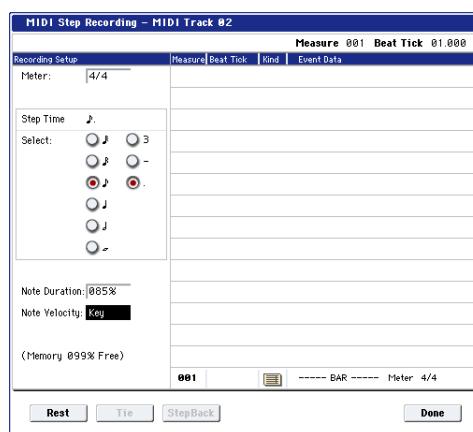 MIDI Step Recording – MIDI Track 02
Measure 001 Beat Tick 01.000
Recording Setup Measure Beat Tick Kind Event Data
Meter: 4/4
Step Time ♪.
Select: 3
-
.
Note Duration: 085%
Note Velocity: Key
(Memory 099% Free)
001 ----- BAR ----- Meter 4/4
Rest Tie StepBack Done